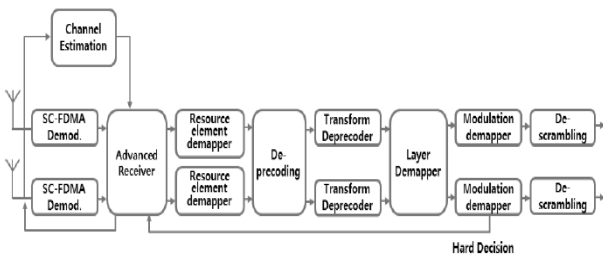 Channel
Estimation
SC-FDMA
Demod.
Advanced
Receiver
Resource
element
demapper
De-
precoding
Transform
Deprecoder
Layer
Demapper
Modulation
demapper
De-
scrambling
SC-FDMA
Demod.
Resource
element
demapper
Transform
Deprecoder
Modulation
demapper
De-
scrambling
Hard Decision